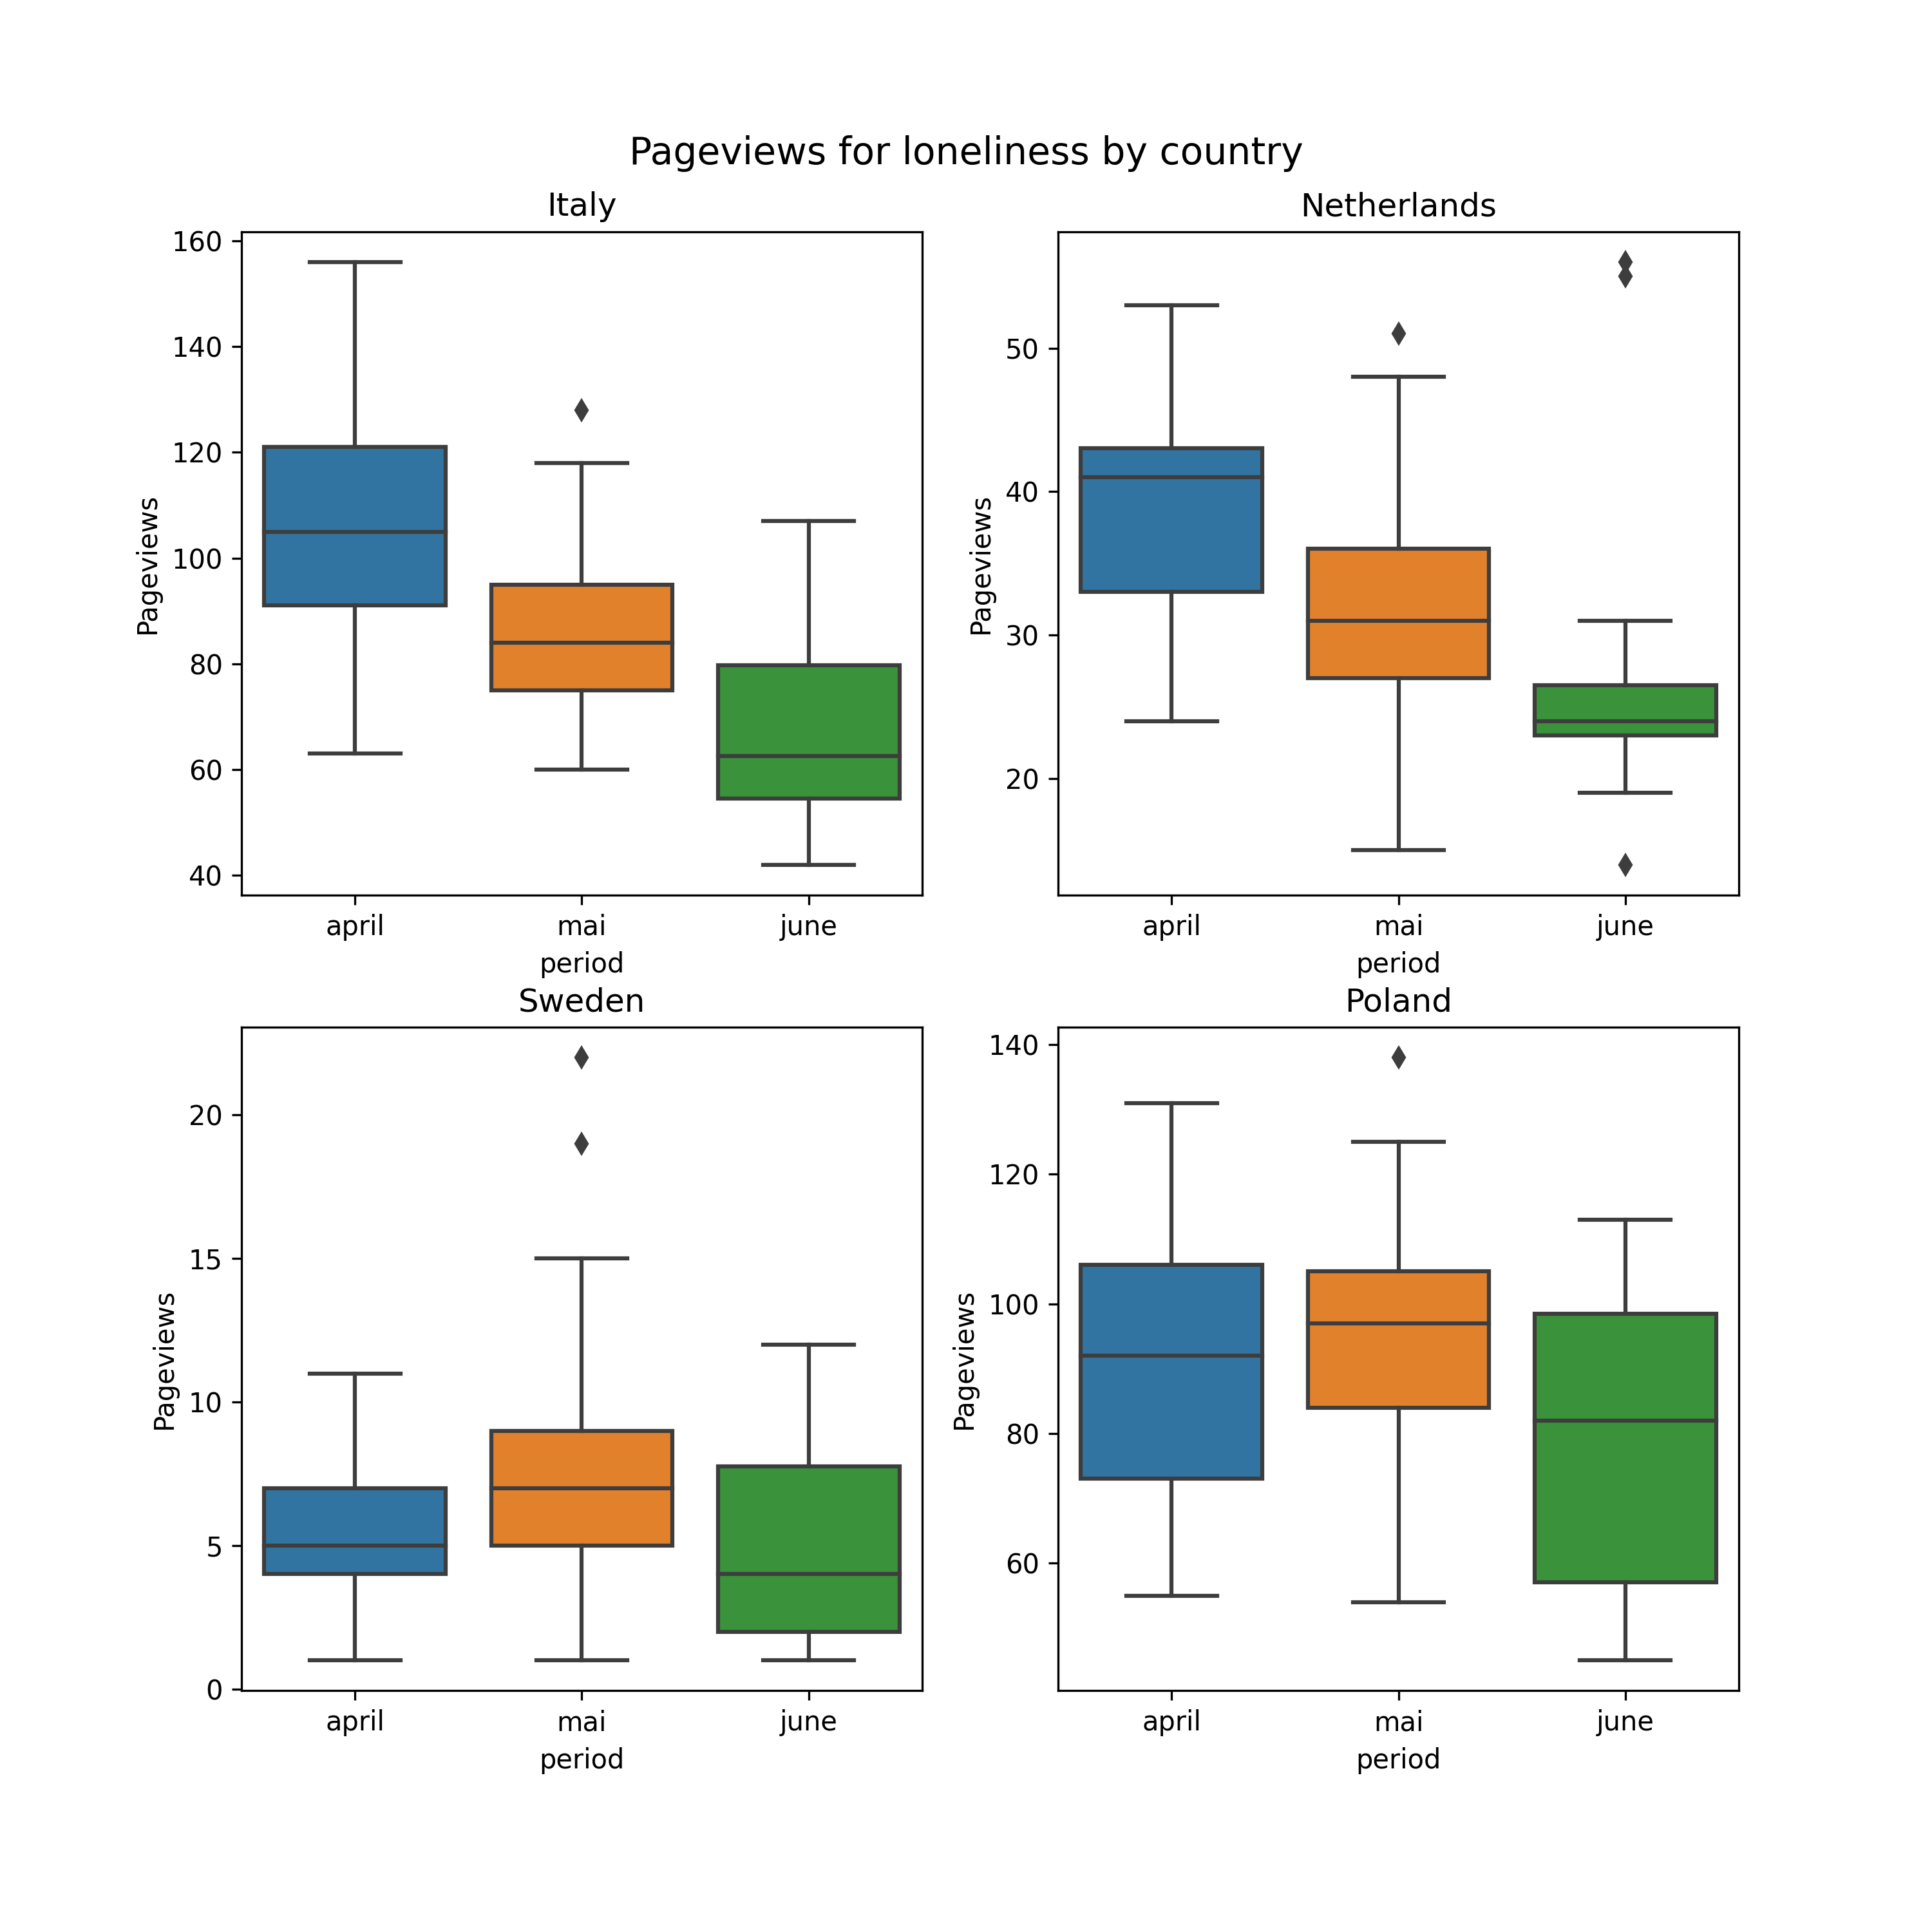 Pageviews for loneliness by country
Italy
160
140
120
100
80
60
40
Pageviews
april mai june
period
Netherlands
50
40
30
20
Pageviews
april mai june
period
Sweden
20
15
10
5
0
Pageviews
april mai june
period
Poland
140
120
100
80
60
Pageviews
april mai june
period